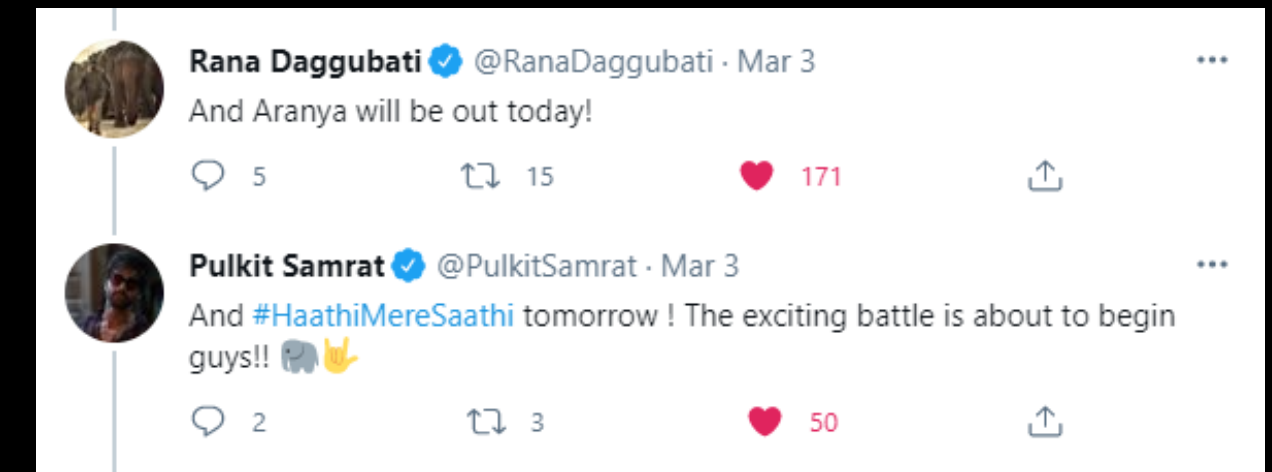 Rana Daggubati @RanaDaggubati · Mar 3
And Aranya will be out today!
5 15 171
Pulkit Samrat @PulkitSamrat · Mar 3
And #HaathiMereSaathi tomorrow ! The exciting battle is about to begin
guys!! 🐘🤟
2 3 50